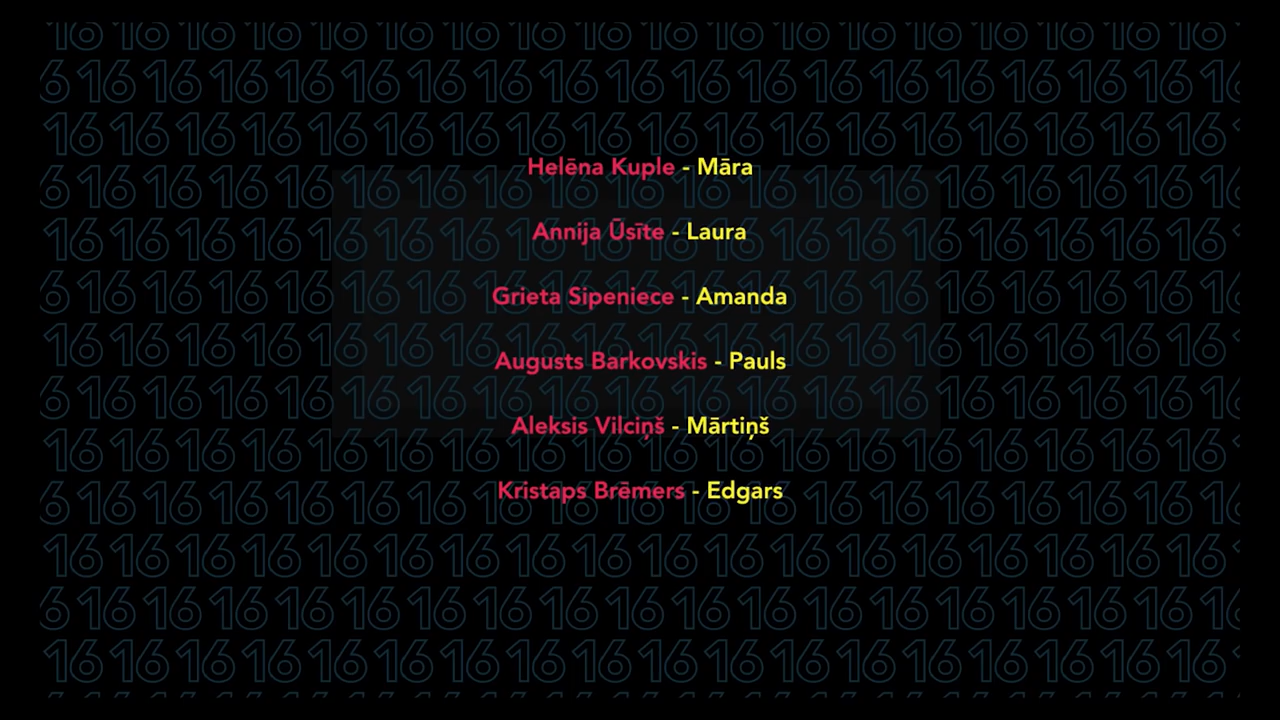 Helēna Kuple - Māra
Annija Ūsīte - Laura
Grieta Sipeniece - Amanda
Augusts Barkovskis - Pauls
Aleksis Vilciņš - Mārtiņš
Kristaps Brēmers - Edgars